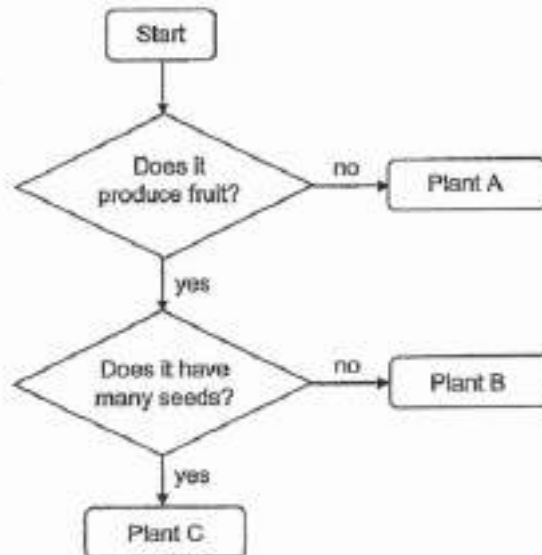 Start
Does it
produce fruit?
no
Plant A
yes
Does it have
many seeds?
no
Plant B
yes
Plant C